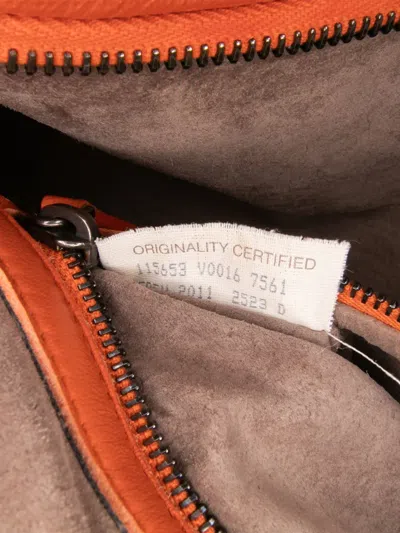 ORIGINALITY CERTIFIED
115653 V0016 7561
2011 2523 D